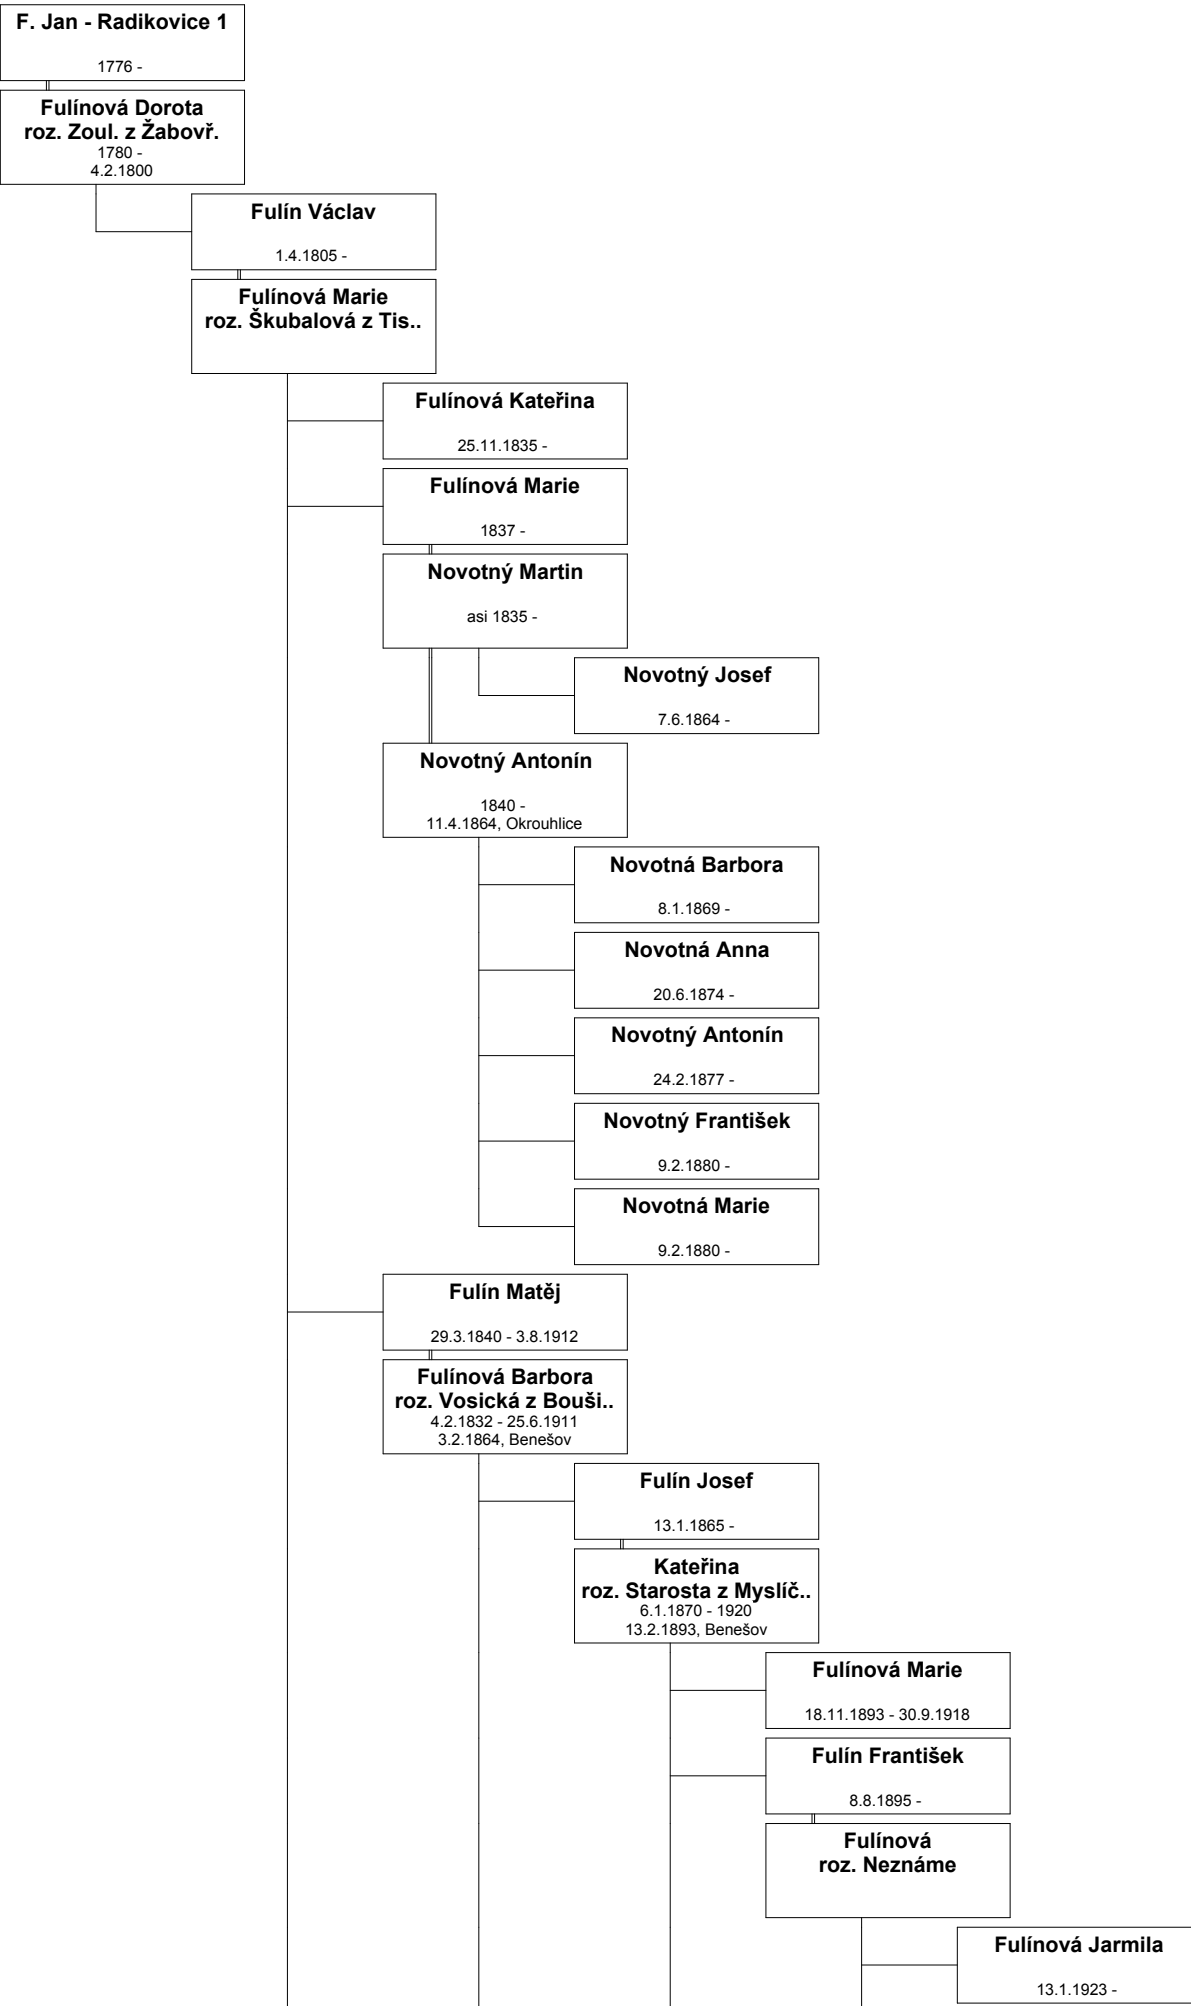 F. Jan - Radikovice 1
1776 -
Fulínová Dorota
roz. Zoul. z Žabovř.
1780 -
4.2.1800
Fulín Václav
1.4.1805 -
Fulínová Marie
roz. Škubalová z Tis..
Fulínová Kateřina
25.11.1835 -
Fulínová Marie
1837 -
Novotný Martin
asi 1835 -
Novotný Josef
7.6.1864 -
Novotný Antonín
1840 -
11.4.1864, Okrouhlice
Novotná Barbora
8.1.1869 -
Novotná Anna
20.6.1874 -
Novotný Antonín
24.2.1877 -
Novotný František
9.2.1880 -
Novotná Marie
9.2.1880 -
Fulín Matěj
29.3.1840 - 3.8.1912
Fulínová Barbora
roz. Vosická z Bouši..
4.2.1832 - 25.6.1911
3.2.1864, Benešov
Fulín Josef
13.1.1865 -
Kateřina
roz. Starosta z Myslíč..
6.1.1870 - 1920
13.2.1893, Benešov
Fulínová Marie
18.11.1893 - 30.9.1918
Fulín František
8.8.1895 -
Fulínová
roz. Neznáme
Fulínová Jarmila
13.1.1923 -